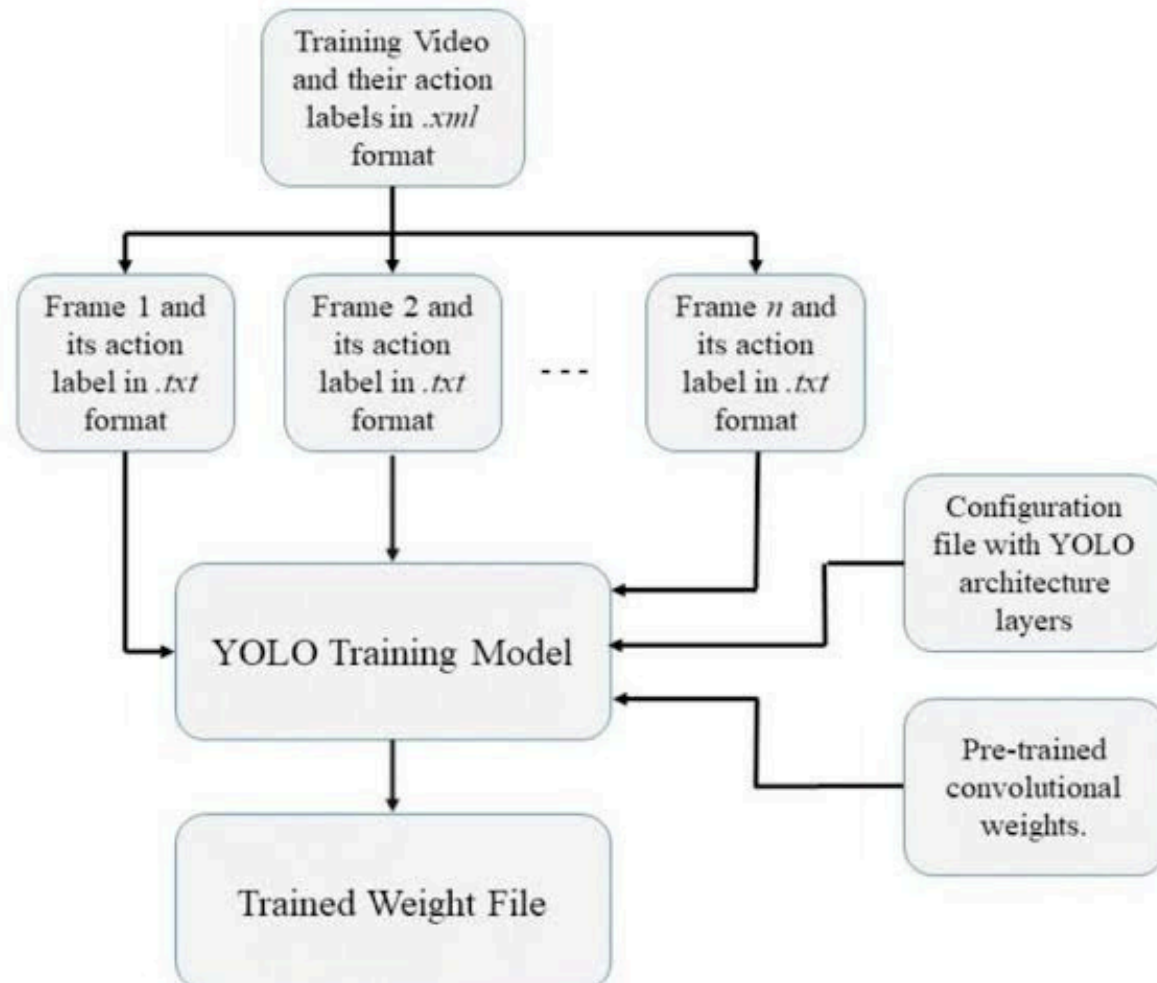 Training Video
and their action
labels in .xml
format
Frame 1 and
its action
label in .txt
format
Frame 2 and
its action
label in .txt
format
- - -
Frame n and
its action
label in .txt
format
Configuration
file with YOLO
architecture
layers
YOLO Training Model
Pre-trained
convolutional
weights.
Trained Weight File